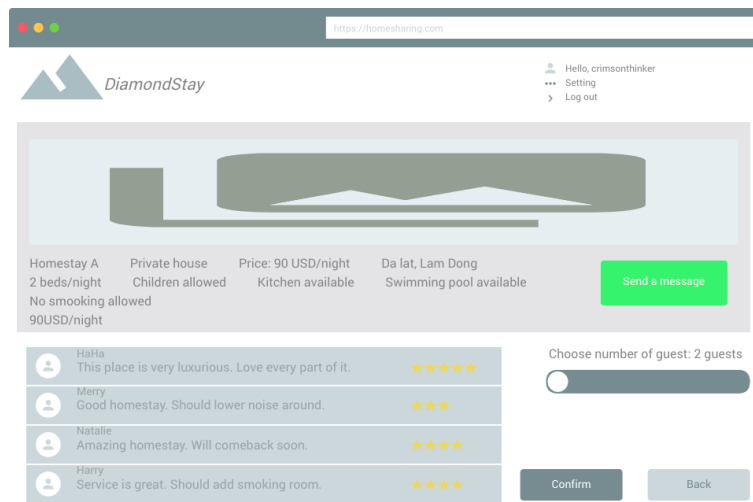 https://homesharing.com
DiamondStay
Hello, crimsonthinker
Setting
Log out
Homestay A Private house Price: 90 USD/night Da lat, Lam Dong
2 beds/night Children allowed Kitchen available Swimming pool available
No smooking allowed
90USD/night
Send a message
HaHa
This place is very luxurious. Love every part of it.
Merry
Good homestay. Should lower noise around.
Natalie
Amazing homestay. Will comeback soon.
Harry
Service is great. Should add smoking room.
Choose number of guest: 2 guests
Confirm
Back